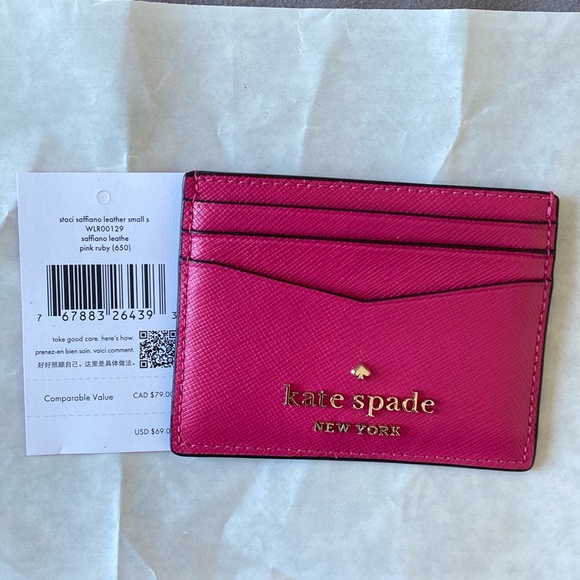 staci saffiano leather small s
WLR00129
saffiano leathe
pink ruby (650)
7 67883 26439 3
take good care. here's how.
prenez-en bien soin. voici comment.
好好照顾自己。这里是具体做法。
Comparable Value CAD $79.00
USD $69.0
kate spade
NEW YORK